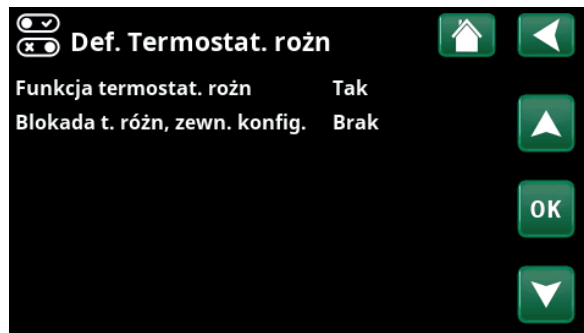 Def. Termostat. rożn
Funkcja termostat. rożn Tak
Blokada t. różn, zewn. konfig. Brak
OK